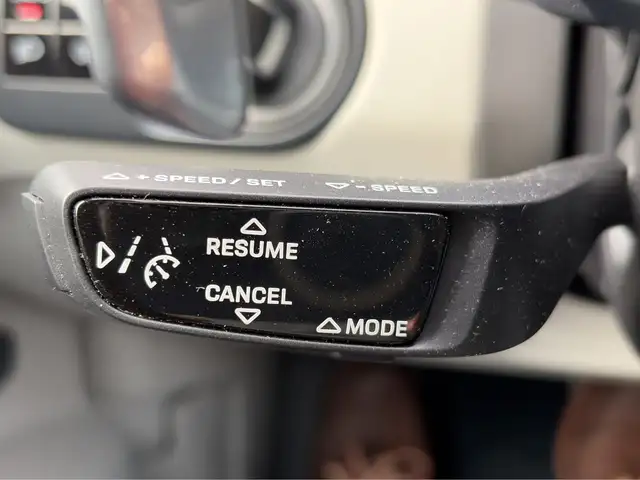 + SPEED / SET - SPEED
RESUME
CANCEL
MODE